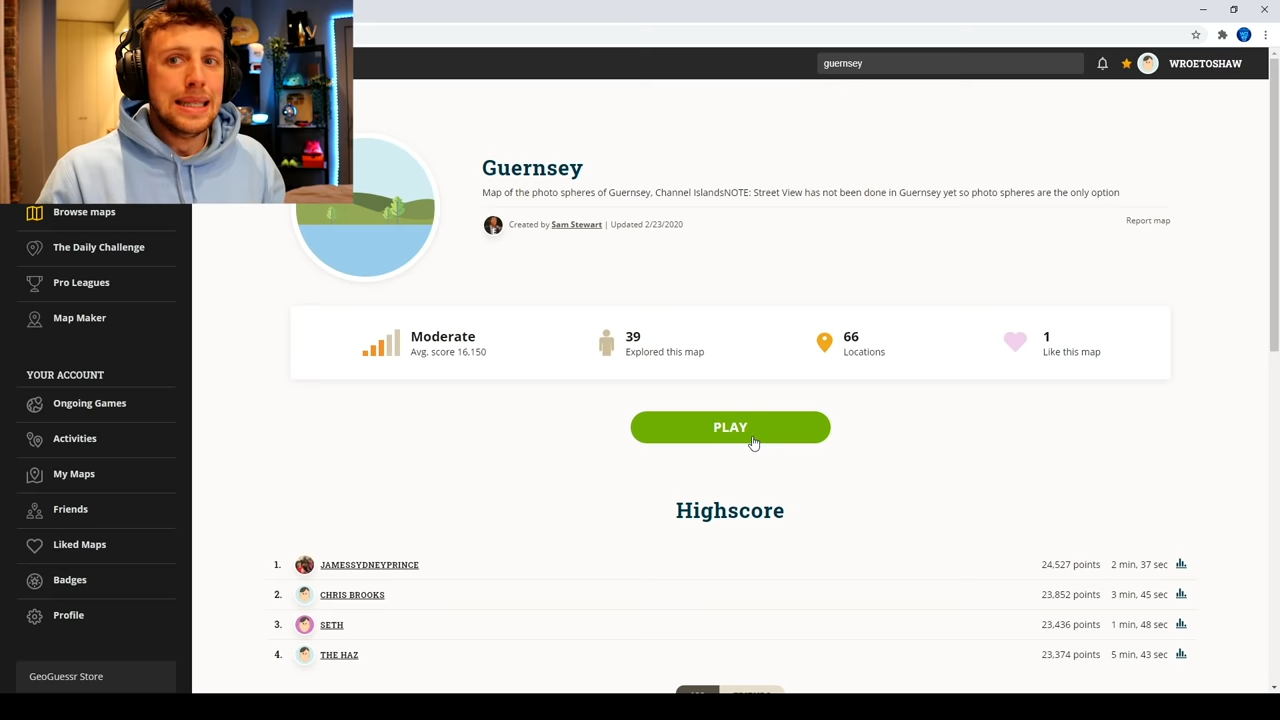 guernsey
WROETOSHAW
Guernsey
Map of the photo spheres of Guernsey, Channel IslandsNOTE: Street View has not been done in Guernsey yet so photo spheres are the only option
Created by Sam Stewart | Updated 2/23/2020
Report map
Browse maps
The Daily Challenge
Pro Leagues
Map Maker
YOUR ACCOUNT
Ongoing Games
Activities
My Maps
Friends
Liked Maps
Badges
Profile
GeoGuessr Store
Moderate
Avg. score 16,150
39
Explored this map
66
Locations
1
Like this map
PLAY
Highscore
1. JAMESSYDNEYPRINCE 24,527 points 2 min, 37 sec
2. CHRIS BROOKS 23,852 points 3 min, 45 sec
3. SETH 23,436 points 1 min, 48 sec
4. THE HAZ 23,374 points 5 min, 43 sec